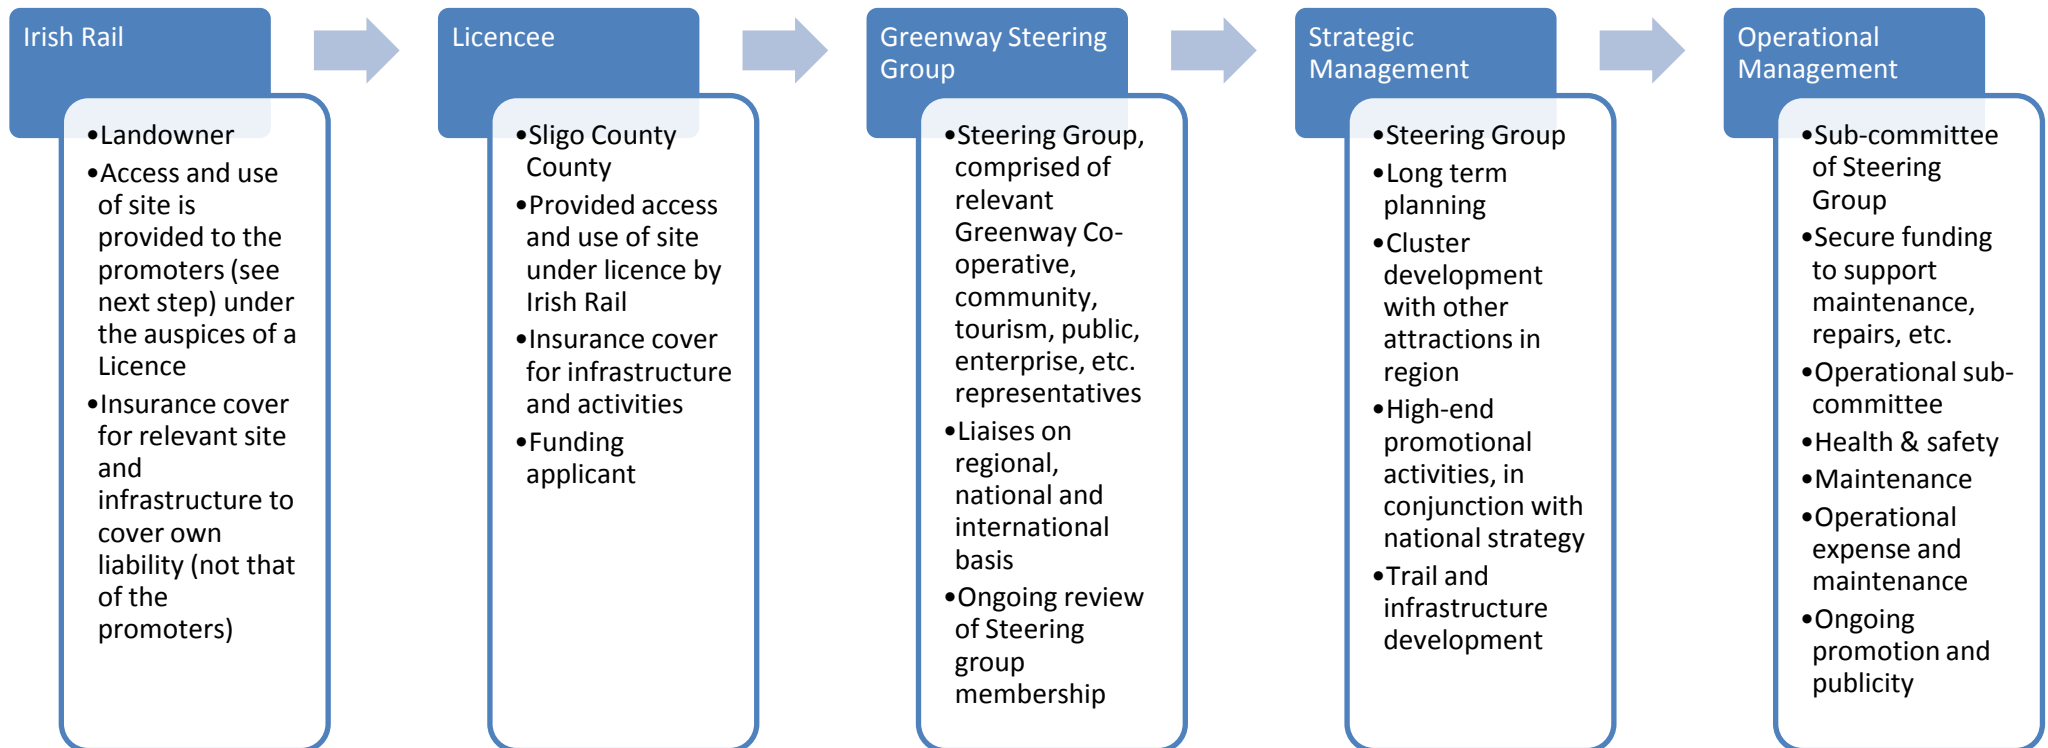 Irish Rail
•Landowner
•Access and use
of site is
provided to the
promoters (see
next step) under
the auspices of a
Licence
•Insurance cover
for relevant site
and
infrastructure to
cover own
liability (not that
of the
promoters)
Licencee
•Sligo County
County
•Provided access
and use of site
under licence by
Irish Rail
•Insurance cover
for infrastructure
and activities
•Funding
applicant
Greenway Steering
Group
•Steering Group,
comprised of
relevant
Greenway Co-
operative,
community,
tourism, public,
enterprise, etc.
representatives
•Liaises on
regional,
national and
international
basis
•Ongoing review
of Steering
group
membership
Strategic
Management
•Steering Group
•Long term
planning
•Cluster
development
with other
attractions in
region
•High-end
promotional
activities, in
conjunction with
national strategy
•Trail and
infrastructure
development
Operational
Management
•Sub-committee
of Steering
Group
•Secure funding
to support
maintenance,
repairs, etc.
•Operational sub-
committee
•Health & safety
•Maintenance
•Operational
expense and
maintenance
•Ongoing
promotion and
publicity